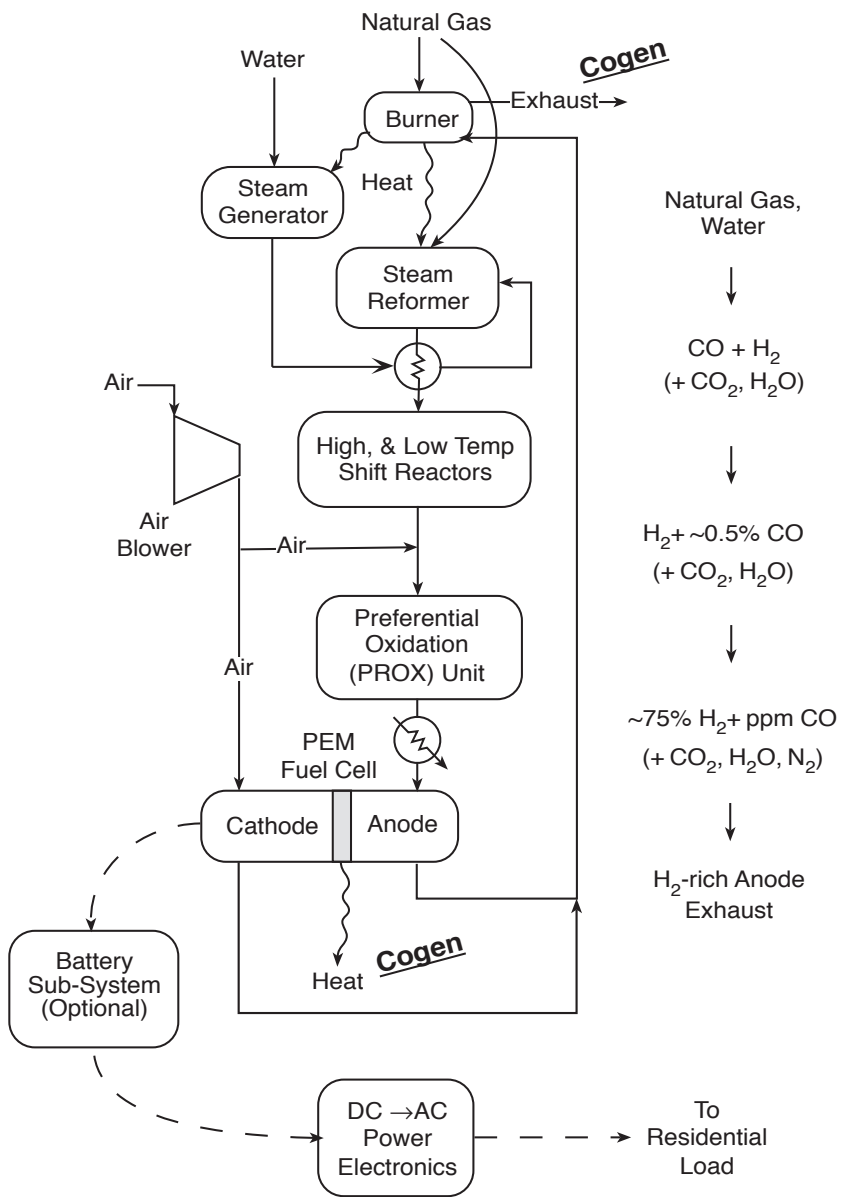 Natural Gas
Water
Cogen
Exhaust
Burner
Heat
Steam
Generator
Steam
Reformer
Air
High, & Low Temp
Shift Reactors
Air
Blower
Air
Preferential
Oxidation
(PROX) Unit
Air
PEM
Fuel Cell
Cathode
Anode
Cogen
Heat
Battery
Sub-System
(Optional)
DC →AC
Power
Electronics
To
Residential
Load
Natural Gas,
Water
CO + H₂
(+ CO₂, H₂O)
H₂+ ~0.5% CO
(+ CO₂, H₂O)
~75% H₂+ ppm CO
(+ CO₂, H₂O, N₂)
H₂-rich Anode
Exhaust